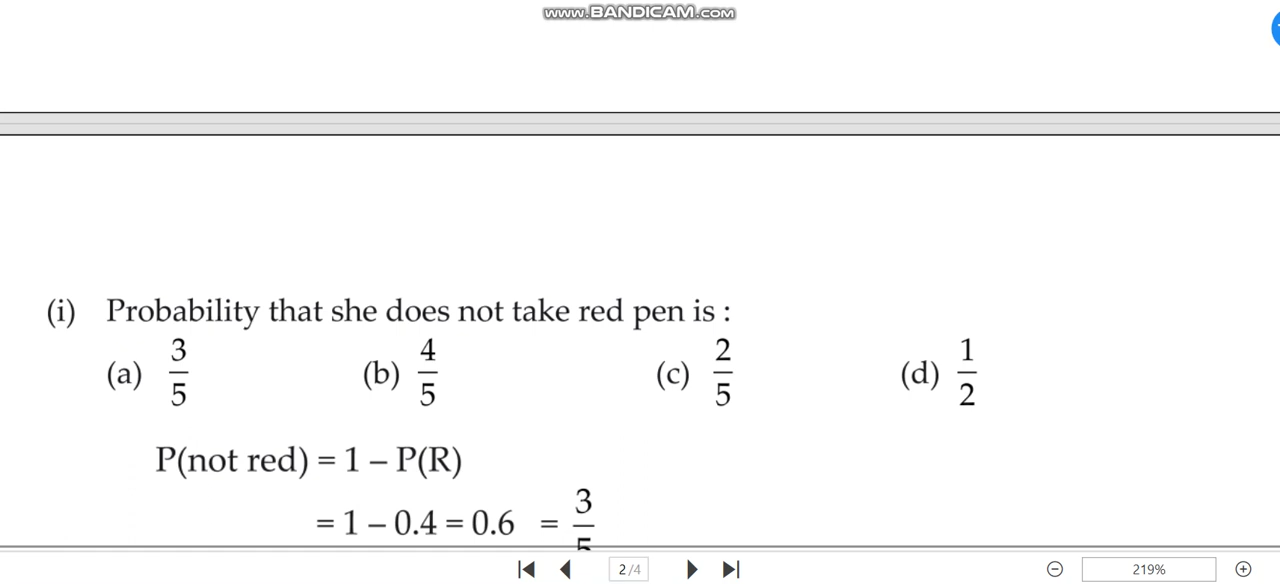 www.BANDICAM.com
(i) Probability that she does not take red pen is :
(a) 3/5 (b) 4/5 (c) 2/5 (d) 1/2
P(not red) = 1 – P(R)
= 1 – 0.4 = 0.6 = 3/5
2 /4 219%